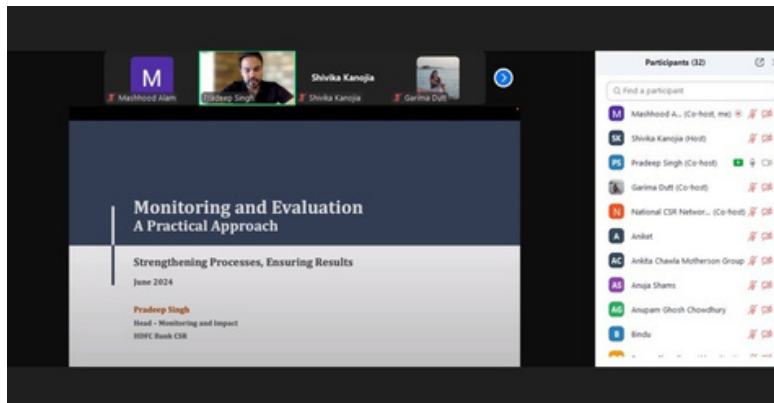 M
Mashhood Alam
Pradeep Singh
Shivika Kanojia
Shivika Kanojia
Garima Dutt
Monitoring and Evaluation
A Practical Approach
Strengthening Processes, Ensuring Results
June 2024
Pradeep Singh
Head - Monitoring and Impact
HDFC Bank CSR
Participants (32)
Find a participant
M Mashhood A... (Co-host, me)
SK Shivika Kanojia (Host)
PS Pradeep Singh (Co-host)
Garima Dutt (Co-host)
N National CSR Networ... (Co-host)
A Aniket
AC Ankita Chawla Motherson Group
AS Anuja Shams
AG Anupam Ghosh Chowdhury
B Bindu